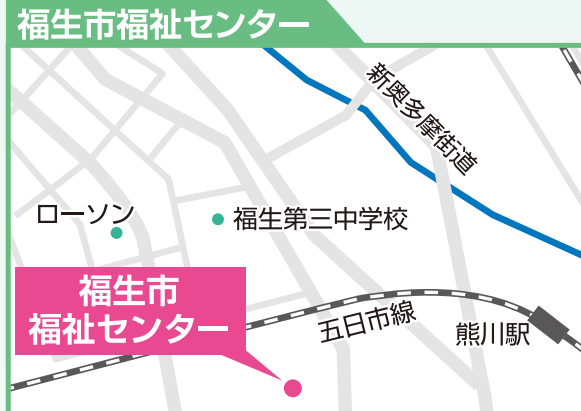 福生市福祉センター
新奥多摩街道
ローソン
福生第三中学校
福生市
福祉センター
五日市線
熊川駅